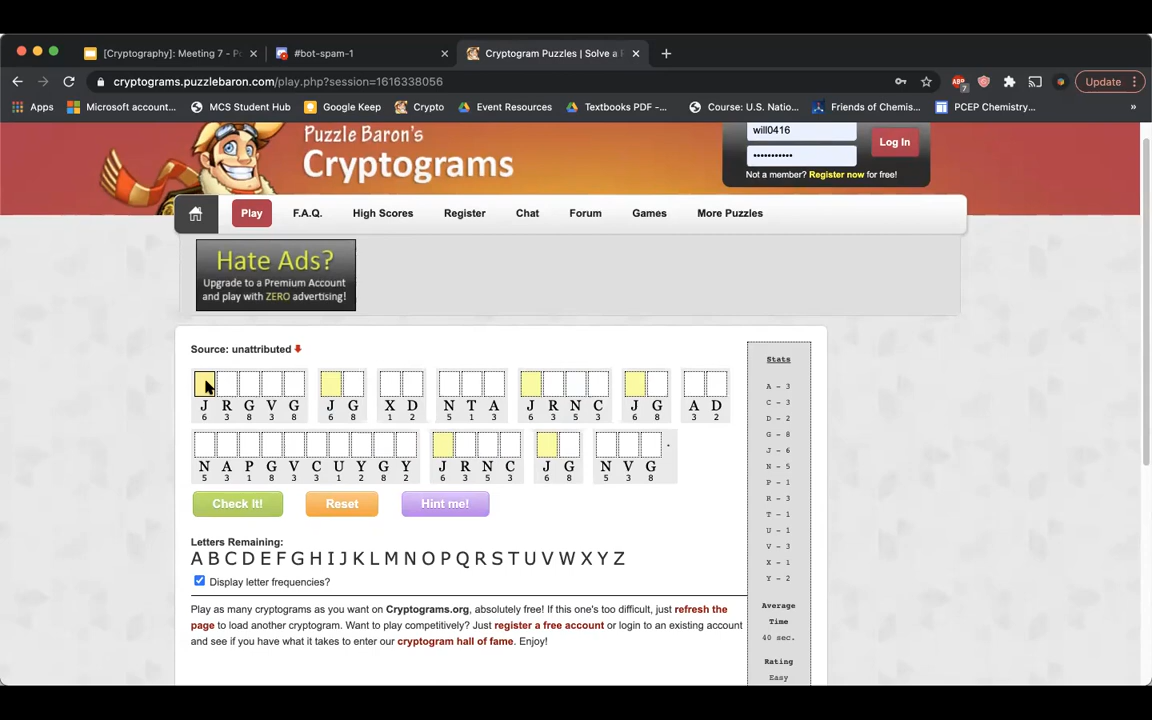 [Cryptography]: Meeting 7 - P
#bot-spam-1
Cryptogram Puzzles | Solve a
cryptograms.puzzlebaron.com/play.php?session=1616338056
7
Update
Apps
Microsoft account...
MCS Student Hub
Google Keep
Crypto
Event Resources
Textbooks PDF -...
Course: U.S. Natio...
Friends of Chemis...
PCEP Chemistry...
»
Puzzle Baron's
Cryptograms
will0416
•••••••••••
Log In
Not a member? Register now for free!
Play F.A.Q. High Scores Register Chat Forum Games More Puzzles
Hate Ads?
Upgrade to a Premium Account
and play with ZERO advertising!
Source: unattributed
J R G V G J G X D N T A J R N C J G A D
6 3 8 3 8 6 8 1 2 5 1 3 6 3 5 3 6 8 3 2
N A P G V C U Y G Y J R N C J G N V G .
5 3 1 8 3 3 1 2 8 2 6 3 5 3 6 8 5 3 8
Check It! Reset Hint me!
Letters Remaining:
A B C D E F G H I J K L M N O P Q R S T U V W X Y Z
Display letter frequencies?
Play as many cryptograms as you want on Cryptograms.org, absolutely free! If this one's too difficult, just refresh the
page to load another cryptogram. Want to play competitively? Just register a free account or login to an existing account
and see if you have what it takes to enter our cryptogram hall of fame. Enjoy!
Stats
A - 3
C - 3
D - 2
G - 8
J - 6
N - 5
P - 1
R - 3
T - 1
U - 1
V - 3
X - 1
Y - 2
Average
Time
40 sec.
Rating
Easy